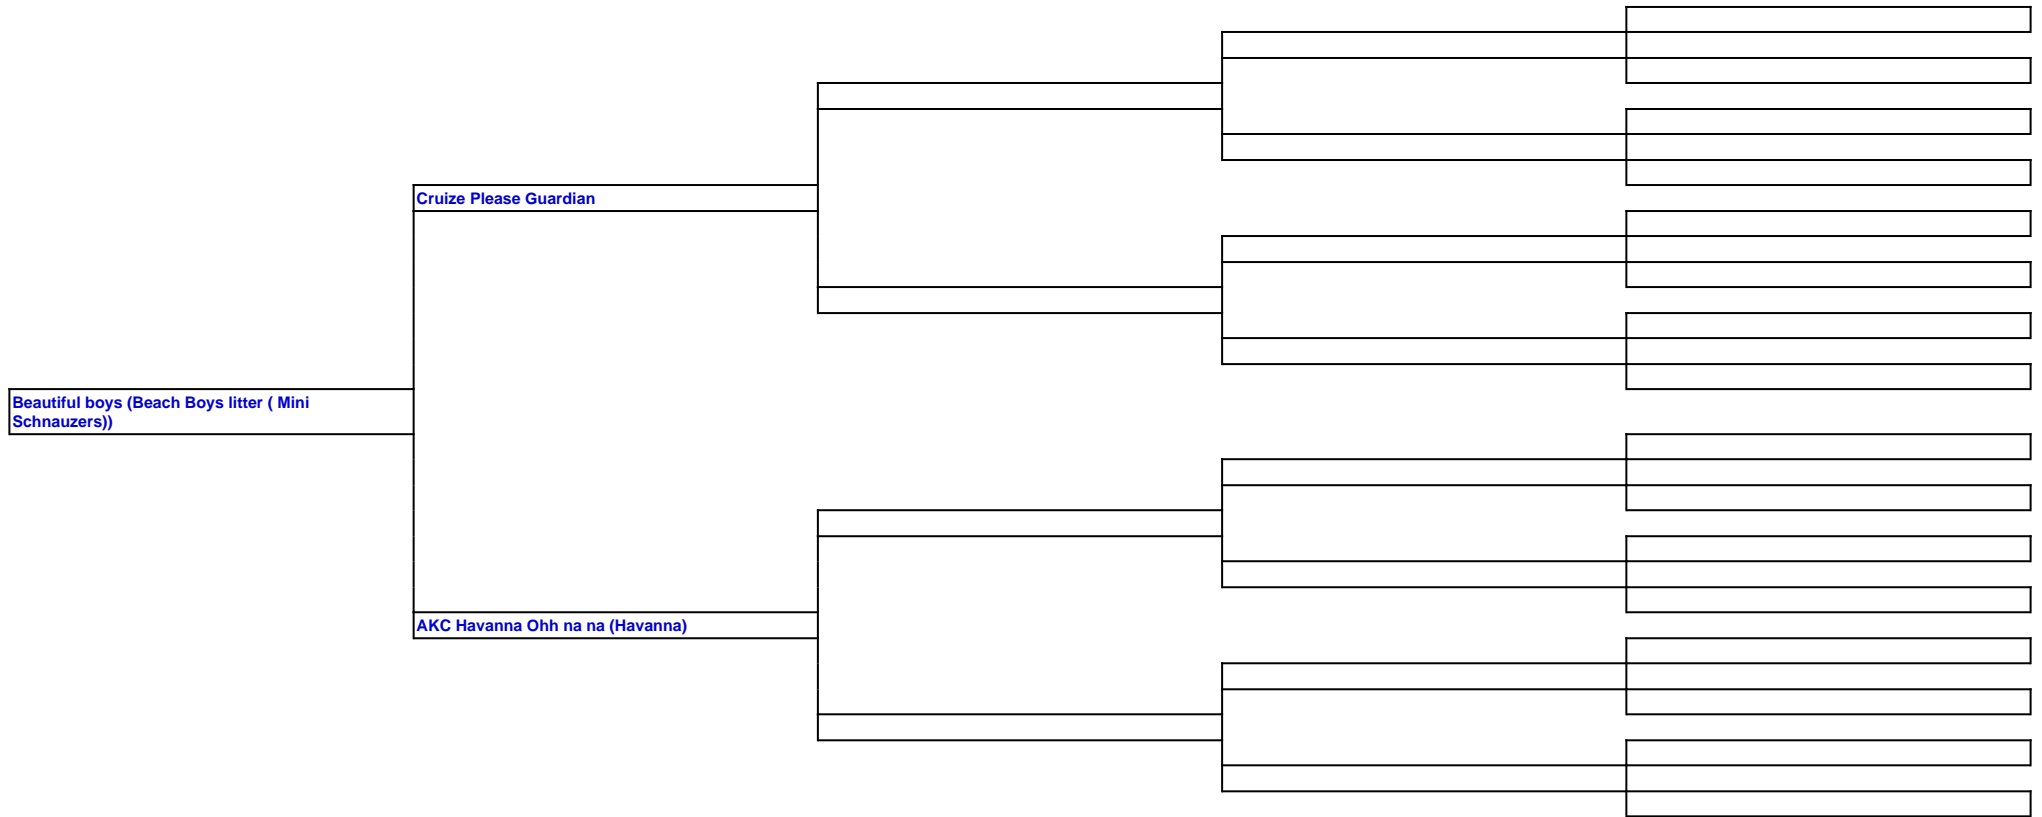 Cruize Please Guardian
Beautiful boys (Beach Boys litter ( Mini
Schnauzers))
AKC Havanna Ohh na na (Havanna)